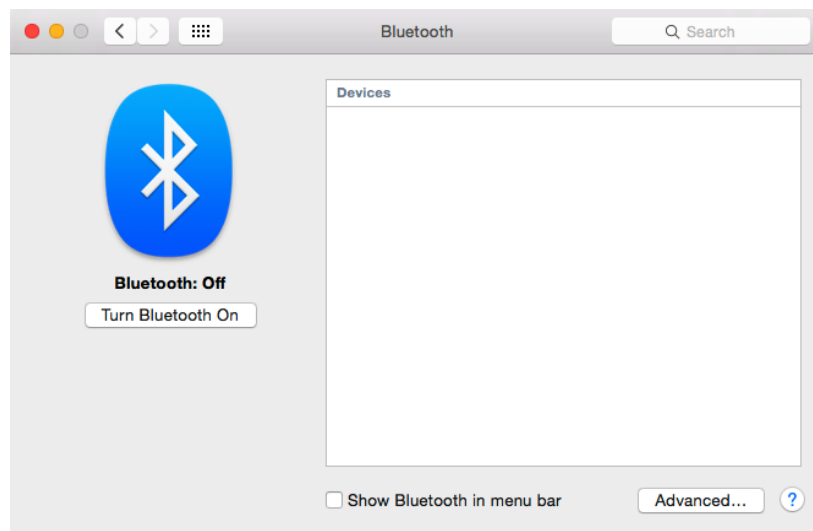 Bluetooth
Search
Devices
Bluetooth: Off
Turn Bluetooth On
Show Bluetooth in menu bar
Advanced...
?